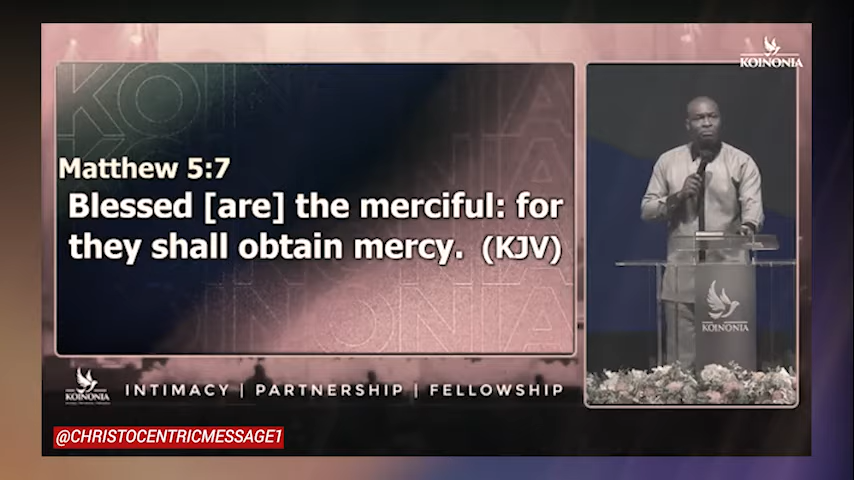 KOINONIA
Matthew 5:7
Blessed [are] the merciful: for
they shall obtain mercy. (KJV)
KOINONIA
KOINONIA
INTIMACY | PARTNERSHIP | FELLOWSHIP
@CHRISTOCENTRICMESSAGE1